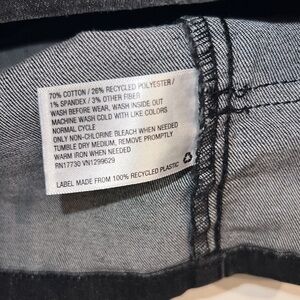 70% COTTON / 26% RECYCLED POLYESTER /
1% SPANDEX / 3% OTHER FIBER
WASH BEFORE WEAR, WASH INSIDE OUT
MACHINE WASH COLD WITH LIKE COLORS
NORMAL CYCLE
ONLY NON-CHLORINE BLEACH WHEN NEEDED
TUMBLE DRY MEDIUM, REMOVE PROMPTLY
WARM IRON WHEN NEEDED
RN17730 VN1299629
LABEL MADE FROM 100% RECYCLED PLASTIC